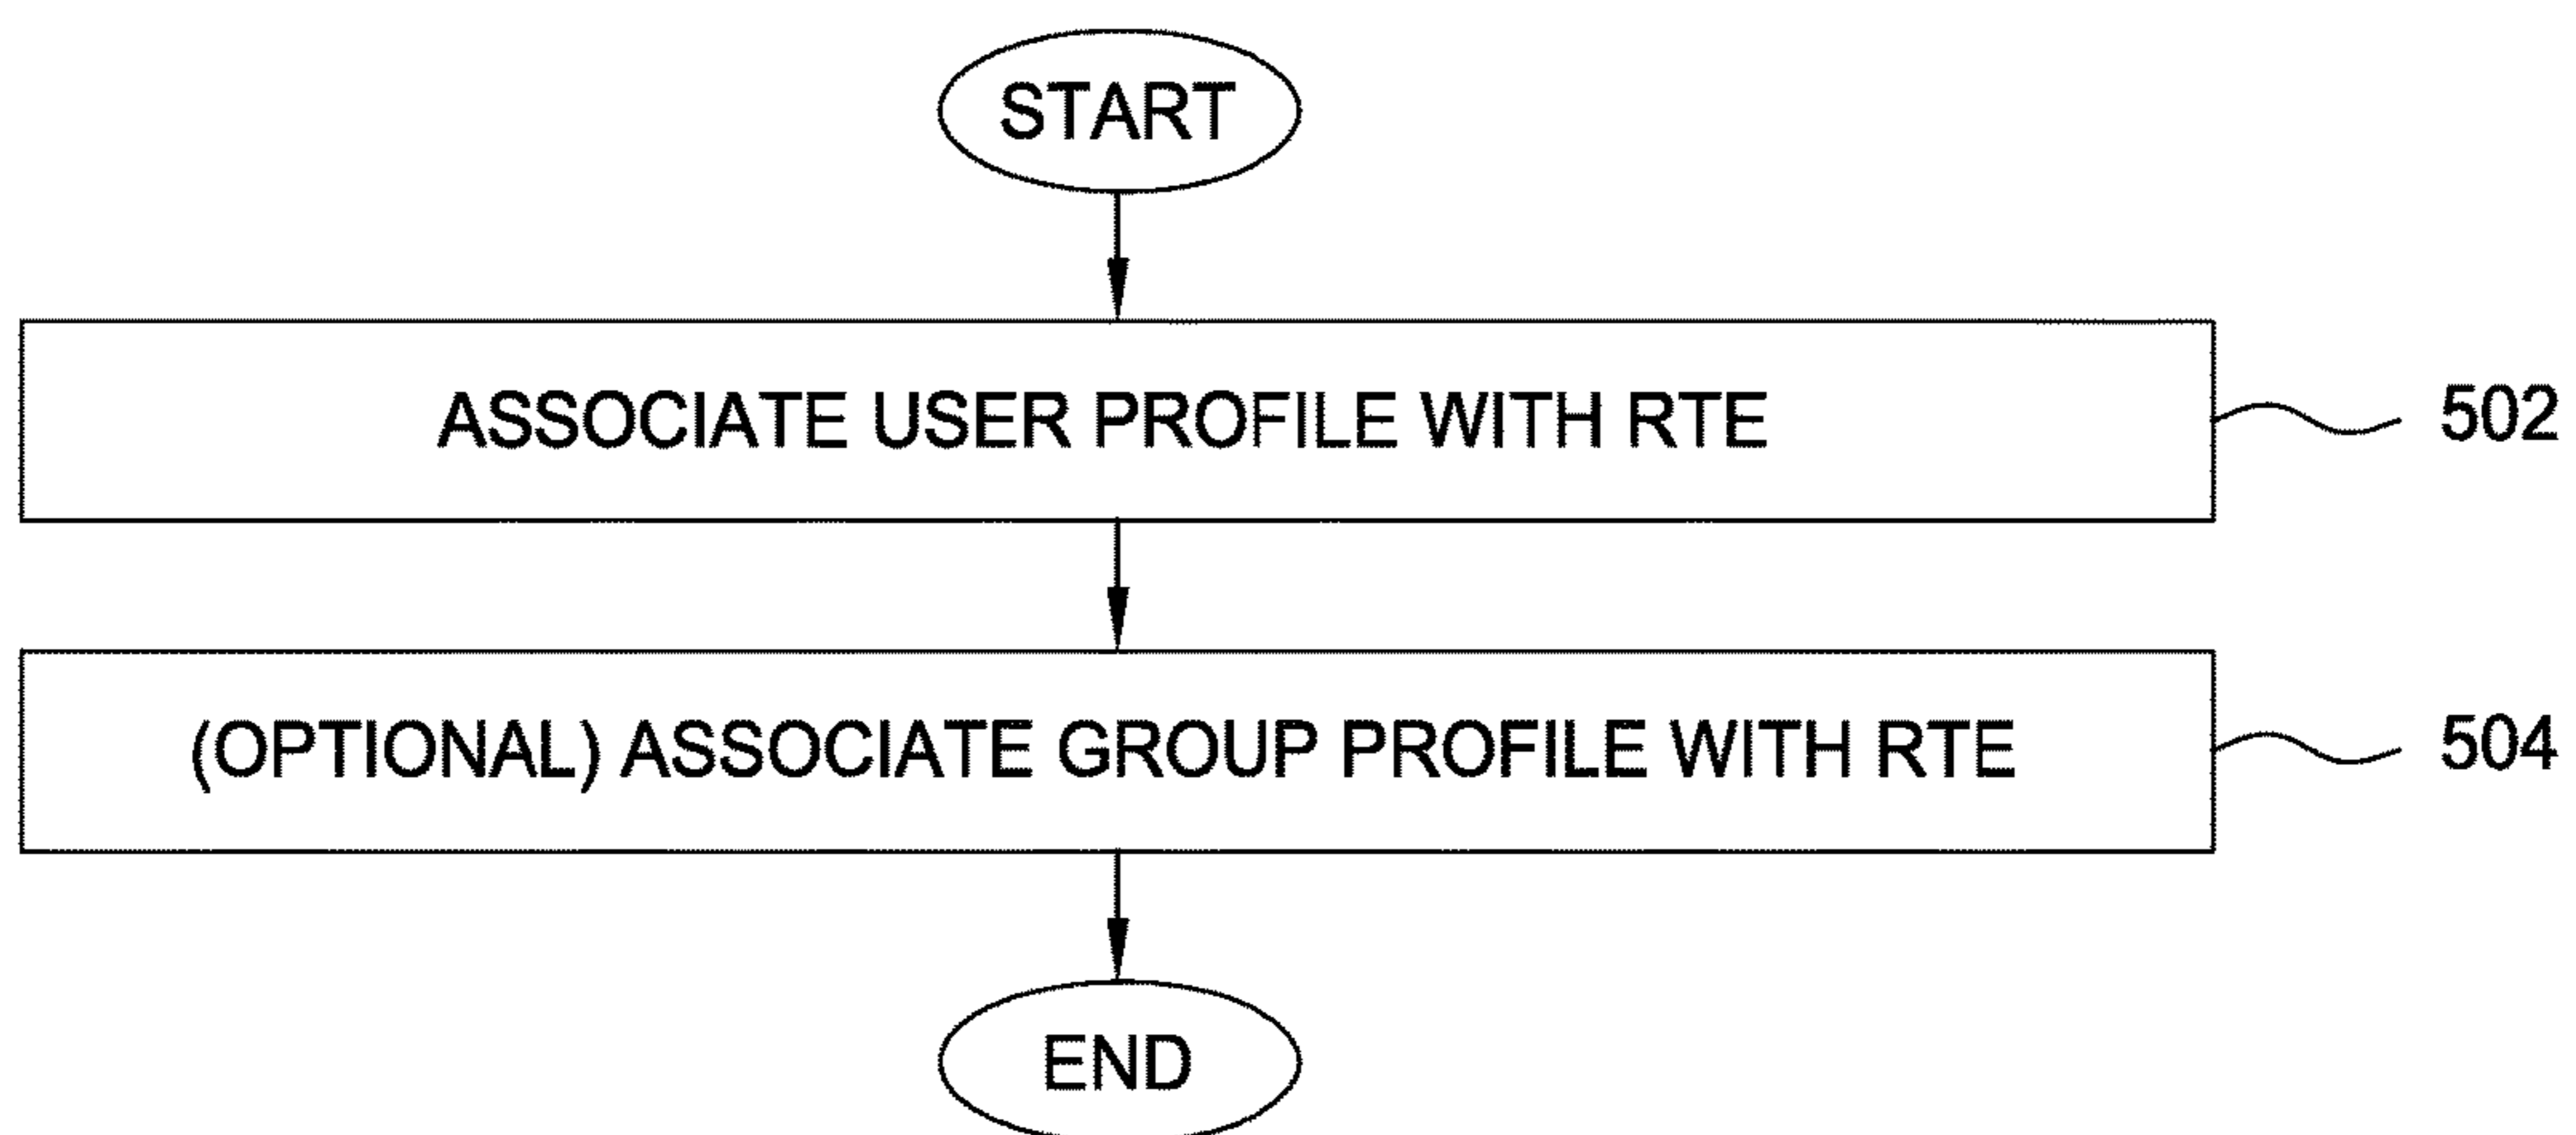 START
ASSOCIATE USER PROFILE WITH RTE
502
(OPTIONAL) ASSOCIATE GROUP PROFILE WITH RTE
504
END